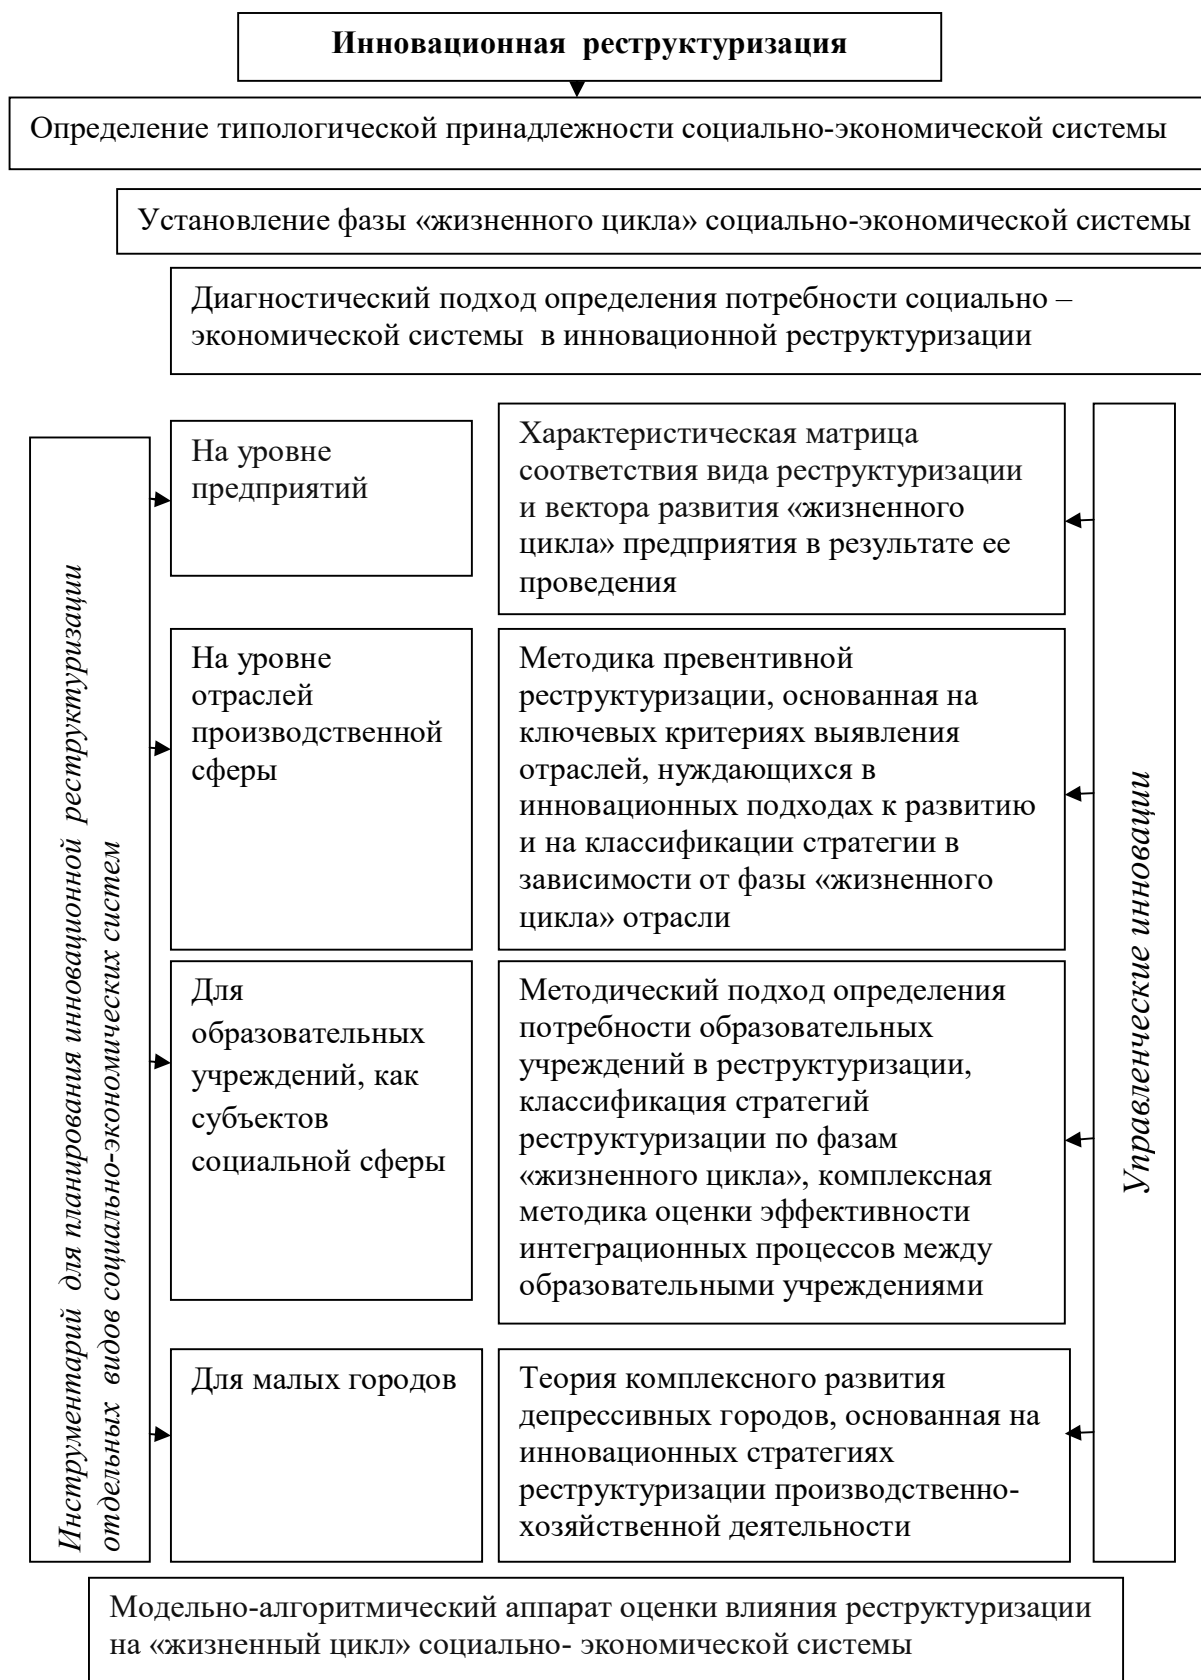 Инновационная реструктуризация
Определение типологической принадлежности социально-экономической системы
Установление фазы «жизненного цикла» социально-экономической системы
Диагностический подход определения потребности социально –
экономической системы в инновационной реструктуризации
Инструментарий для планирования инновационной реструктуризации
отдельных видов социально-экономических систем
На уровне
предприятий
Характеристическая матрица
соответствия вида реструктуризации
и вектора развития «жизненного
цикла» предприятия в результате ее
проведения
На уровне
отраслей
производственной
сферы
Методика превентивной
реструктуризации, основанная на
ключевых критериях выявления
отраслей, нуждающихся в
инновационных подходах к развитию
и на классификации стратегии в
зависимости от фазы «жизненного
цикла» отрасли
Для
образовательных
учреждений, как
субъектов
социальной сферы
Методический подход определения
потребности образовательных
учреждений в реструктуризации,
классификация стратегий
реструктуризации по фазам
«жизненного цикла», комплексная
методика оценки эффективности
интеграционных процессов между
образовательными учреждениями
Для малых городов
Теория комплексного развития
депрессивных городов, основанная на
инновационных стратегиях
реструктуризации производственно-
хозяйственной деятельности
Управленческие инновации
Модельно-алгоритмический аппарат оценки влияния реструктуризации
на «жизненный цикл» социально- экономической системы